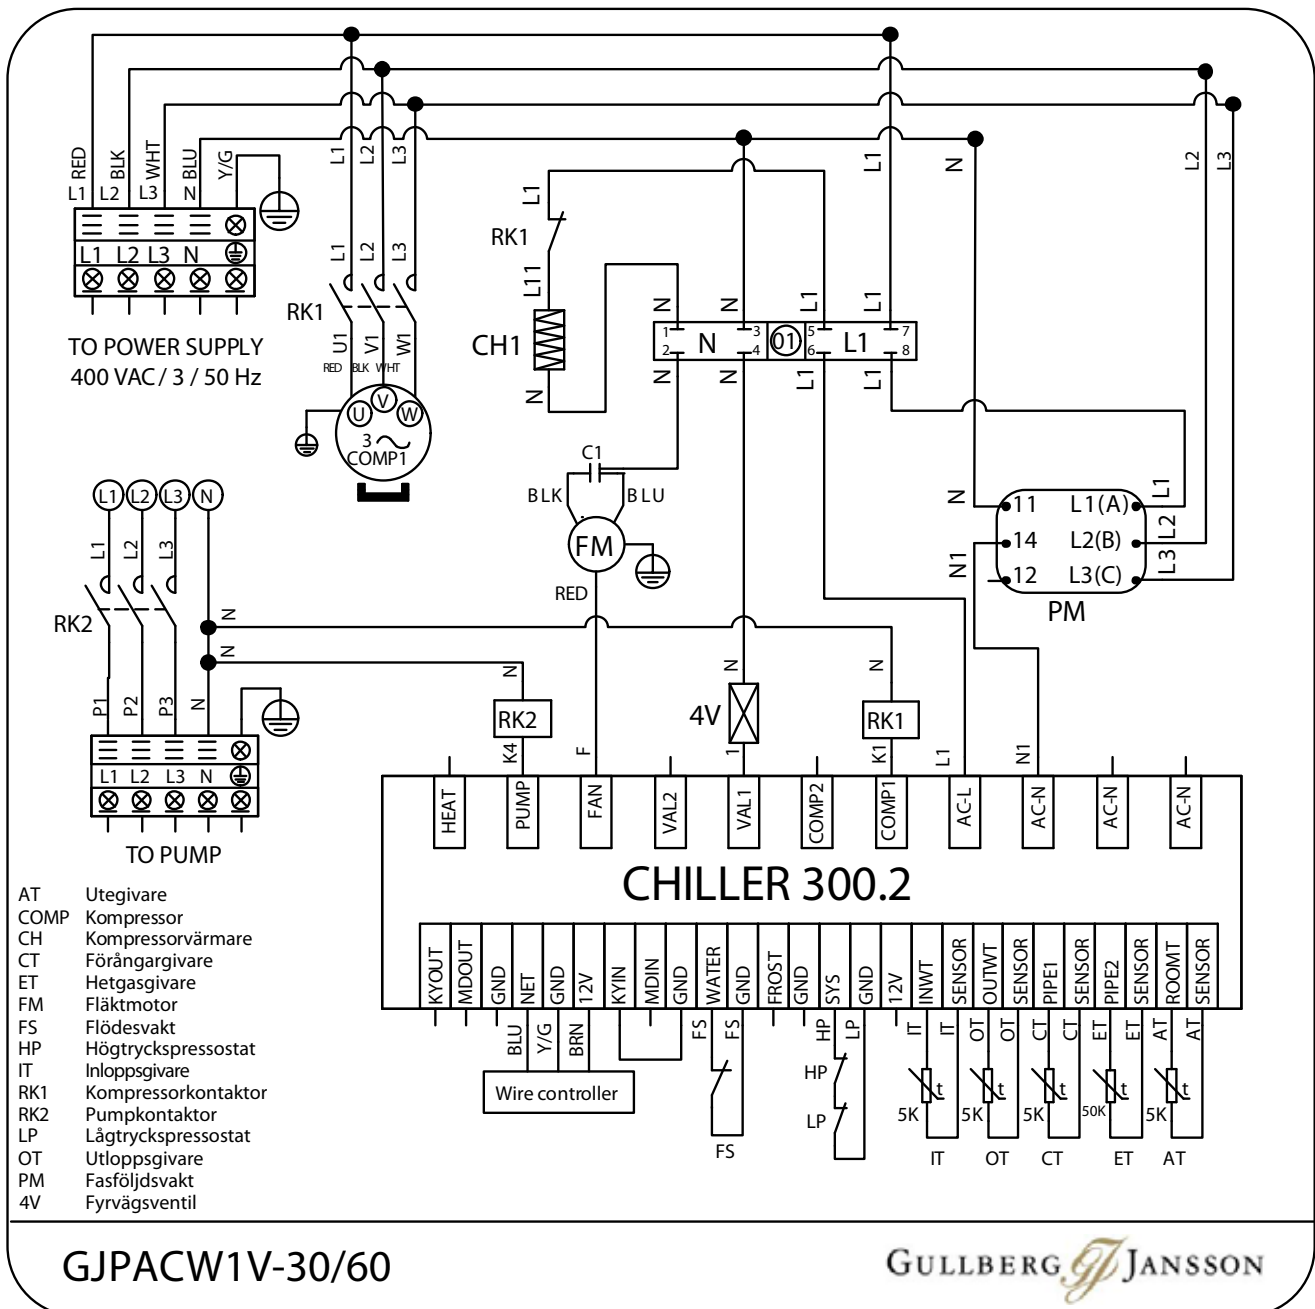 RED
BLK
WHT
BLU
Y/G
L1 L2 L3 N
L1 L2 L3 N
TO POWER SUPPLY
400 VAC / 3 / 50 Hz
L1
L2
L3
L1
L2
L3
RK1
U1
V1
W1
RED BLK WHT
U V W
3
COMP1
L1
RK1
L11
CH1
N
N
N
L1
L1
L1
N
L2
L3
1 2 N 3 4 01 5 6 L1 7 8
N
N
L1
L1
C1
BLK
BLU
FM
RED
N
N1
11
14
12
L1(A)
L2(B)
L3(C)
L1
L2
L3
PM
L1 L2 L3 N
L1
L2
L3
RK2
N
N
P1
P2
P3
N
L1 L2 L3 N
TO PUMP
N
RK2
K4
F
N
4V
1
N
RK1
K1
L1
N1
HEAT
PUMP
FAN
VAL2
VAL1
COMP2
COMP1
AC-L
AC-N
AC-N
AC-N
CHILLER 300.2
KYOUT
MDOUT
GND
NET
GND
12V
KYIN
MDIN
GND
WATER
GND
FROST
GND
SYS
GND
12V
INWT
SENSOR
OUTWT
SENSOR
PIPE1
SENSOR
PIPE2
SENSOR
ROOMT
SENSOR
BLU
Y/G
BRN
Wire controller
FS
FS
FS
HP
LP
HP
LP
IT
IT
OT
OT
CT
CT
ET
ET
AT
AT
t t t t t
5K 5K 5K 50K 5K
IT OT CT ET AT
AT Utegivare
COMP Kompressor
CH Kompressorvärmare
CT Förångargivare
ET Hetgasgivare
FM Fläktmotor
FS Flödesvakt
HP Högtryckspressostat
IT Inloppsgivare
RK1 Kompressorkontaktor
RK2 Pumpkontaktor
LP Lågtryckspressostat
OT Utloppsgivare
PM Fasföljdsvakt
4V Fyrvägsventil
GJPACW1V-30/60
GULLBERG GJ JANSSON